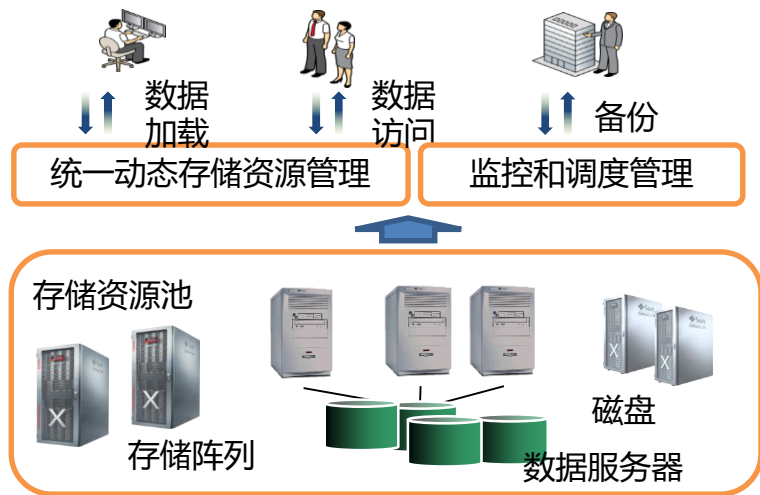 数据
加载
数据
访问
备份
统一动态存储资源管理
监控和调度管理
存储资源池
存储阵列
数据服务器
磁盘
Sun
Sun
X
X
X
X